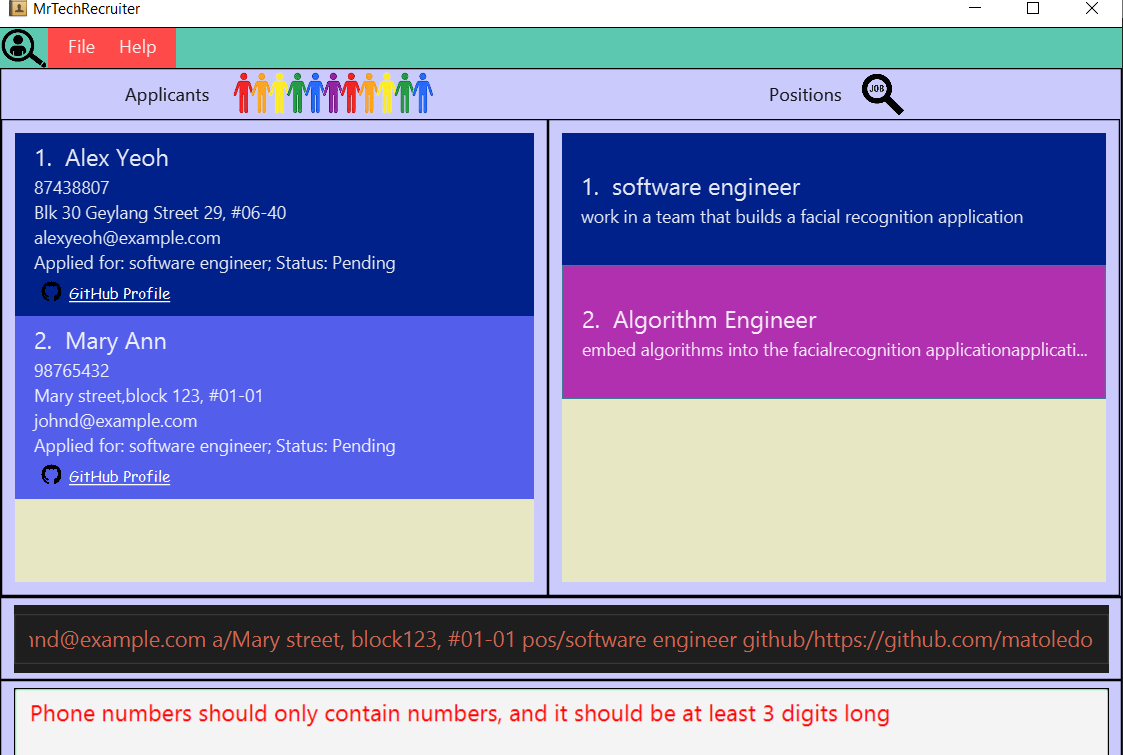 MrTechRecruiter
File Help
Applicants
Positions
JOB
1. Alex Yeoh
87438807
Blk 30 Geylang Street 29, #06-40
alexyeoh@example.com
Applied for: software engineer; Status: Pending
GitHub Profile
2. Mary Ann
98765432
Mary street,block 123, #01-01
johnd@example.com
Applied for: software engineer; Status: Pending
GitHub Profile
1. software engineer
work in a team that builds a facial recognition application
2. Algorithm Engineer
embed algorithms into the facialrecognition applicationapplicati...
nd@example.com a/Mary street, block123, #01-01 pos/software engineer github/https://github.com/matoledo
Phone numbers should only contain numbers, and it should be at least 3 digits long